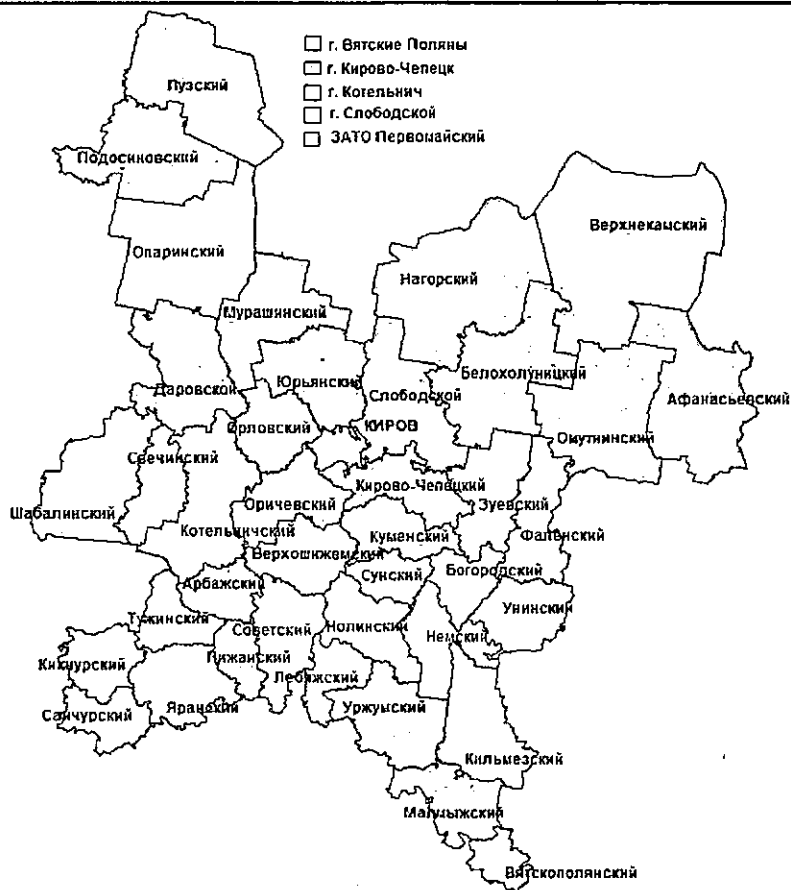 г. Вятские Поляны
г. Кирово-Чепецк
г. Котельнич
г. Слободской
ЗАТО Первомайский
Лузский
Подосиновский
Опаринский
Верхнекамский
Нагорский
Мурашинский
Юрьянский
Слободской
Белохолуницкий
Даровской
Афанасьевский
Орловский
КИРОВ
Омутнинский
Свечинский
Шабалинский
Кирово-Чепецкий
Зуевский
Оричевский
Котельничский
Куменский
Фаленский
Верхошижемский
Сунский
Богородский
Арбажский
Унинский
Тужинский
Советский
Нолинский
Немский
Кикнурский
Пижанский
Лебяжский
Санчурский
Яранский
Уржумский
Кильмезский
Малмыжский
Вятскополянский